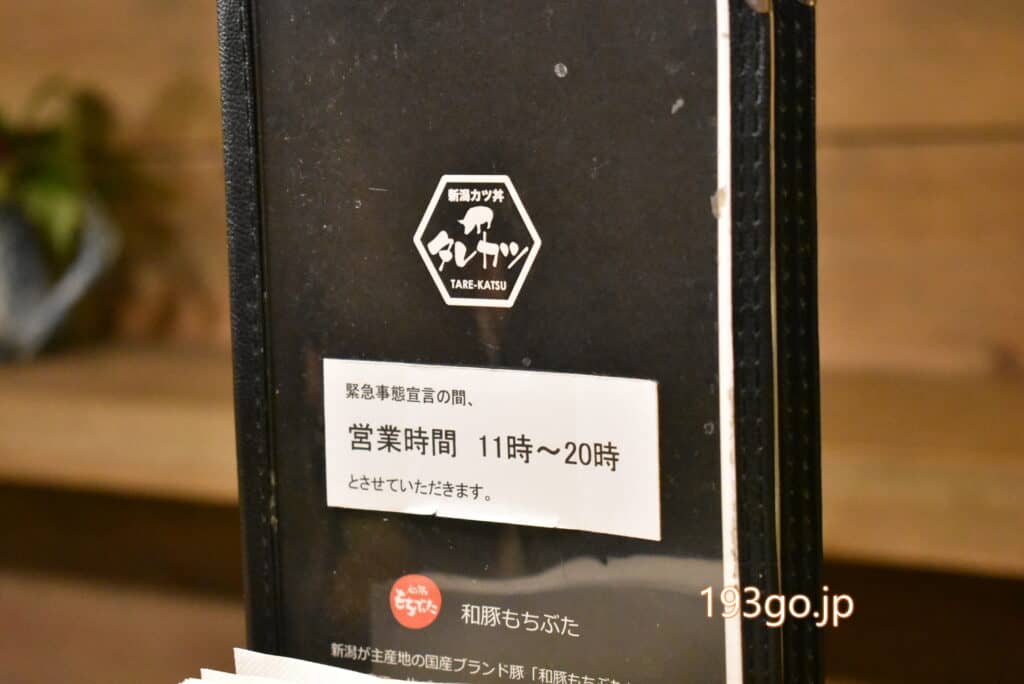 新潟カツ丼
タレカツ
TARE-KATSU
緊急事態宣言の間、
営業時間 11時～20時
とさせていただきます。
和豚
もちぶた
和豚もちぶた
新潟が主産地の国産ブランド豚「和豚もちぶた
193go.jp